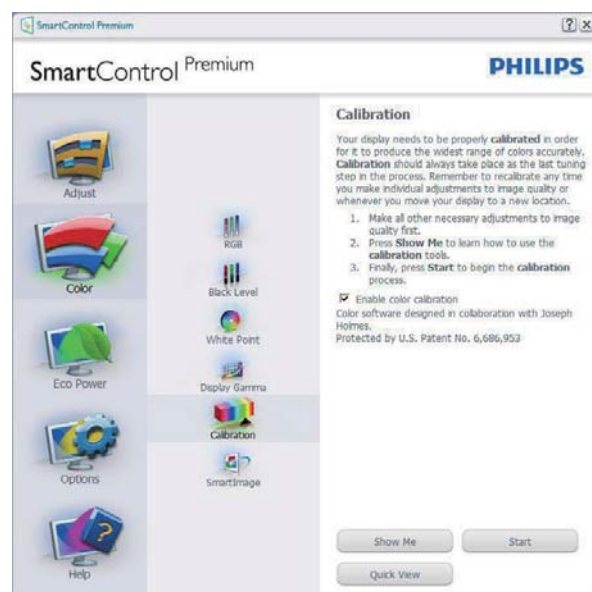 SmartControl Premium
SmartControl Premium
PHILIPS
Adjust
Color
Eco Power
Options
Help
RGB
Black Level
White Point
Display Gamma
Calibration
SmartImage
Calibration
Your display needs to be properly calibrated in order
for it to produce the widest range of colors accurately.
Calibration should always take place as the last tuning
step in the process. Remember to recalibrate any time
you make individual adjustments to image quality or
whenever you move your display to a new location.
1. Make all other necessary adjustments to image
quality first.
2. Press Show Me to learn how to use the
calibration tools.
3. Finally, press Start to begin the calibration
process.
Enable color calibration
Color software designed in collaboration with Joseph
Holmes.
Protected by U.S. Patent No. 6,686,953
Show Me
Start
Quick View